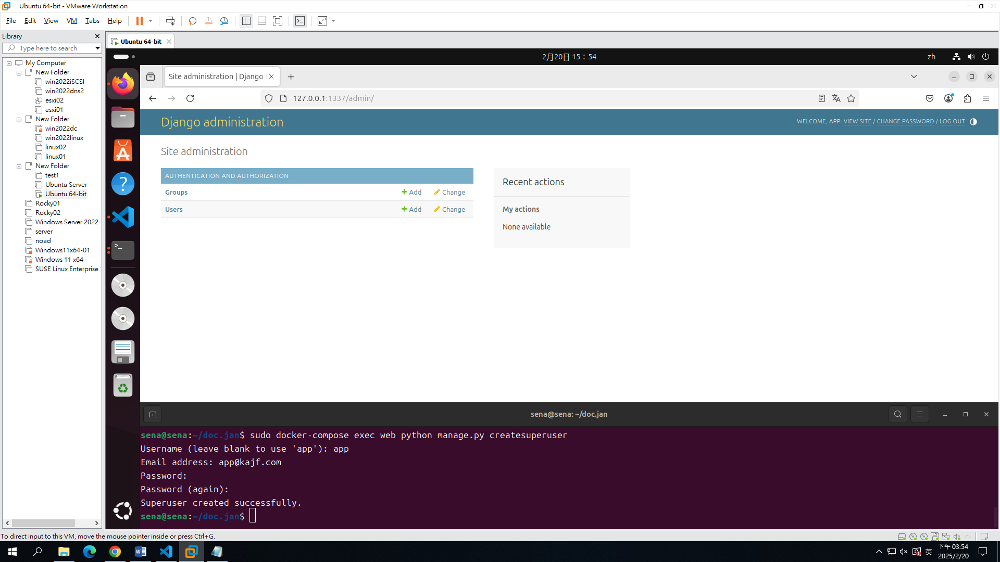 Ubuntu 64-bit - VMware Workstation
File Edit View VM Tabs Help
Library
Type here to search
My Computer
New Folder
win2022iSCSI
win2022dns2
esxi02
esxi01
New Folder
win2022dc
win2022linux
linux02
linux01
New Folder
test1
Ubuntu Server
Ubuntu 64-bit
Rocky01
Rocky02
Windows Server 2022
server
noad
Windows11x64-01
Windows 11 x64
SUSE Linux Enterprise
Ubuntu 64-bit
2月20日 15：54
zh
Site administration | Django
127.0.0.1:1337/admin/
Django administration
WELCOME, APP. VIEW SITE / CHANGE PASSWORD / LOG OUT
Site administration
AUTHENTICATION AND AUTHORIZATION
Groups Add Change
Users Add Change
Recent actions
My actions
None available
sena@sena: ~/doc.jan
sena@sena:~/doc.jan$ sudo docker-compose exec web python manage.py createsuperuser
Username (leave blank to use 'app'): app
Email address: app@kajf.com
Password:
Password (again):
Superuser created successfully.
sena@sena:~/doc.jan$
To direct input to this VM, move the mouse pointer inside or press Ctrl+G.
英
下午 03:54
2025/2/20